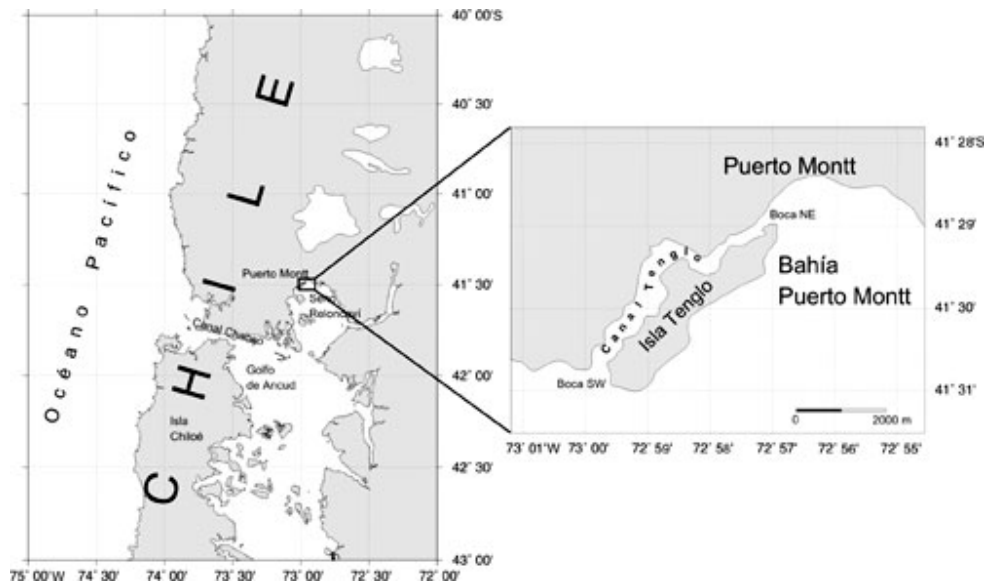 40˚ 00'S
40˚ 30'
41˚ 00'
41˚ 30'
42˚ 00'
42˚ 30'
43˚ 00'
75˚ 00'W
74˚ 30'
74˚ 00'
73˚ 30'
73˚ 00'
72˚ 30'
72˚ 00'
Océano Pacífico
CHILE
Puerto Montt
Seno
Reloncaví
Canal Chacao
Golfo
de Ancud
Isla
Chiloé
Puerto Montt
Boca NE
Canal Tenglo
Isla Tenglo
Bahía
Puerto Montt
Boca SW
0
2000 m
41˚ 28'S
41˚ 29'
41˚ 30'
41˚ 31'
73˚ 01'W
73˚ 00'
72˚ 59'
72˚ 58'
72˚ 57'
72˚ 56'
72˚ 55'